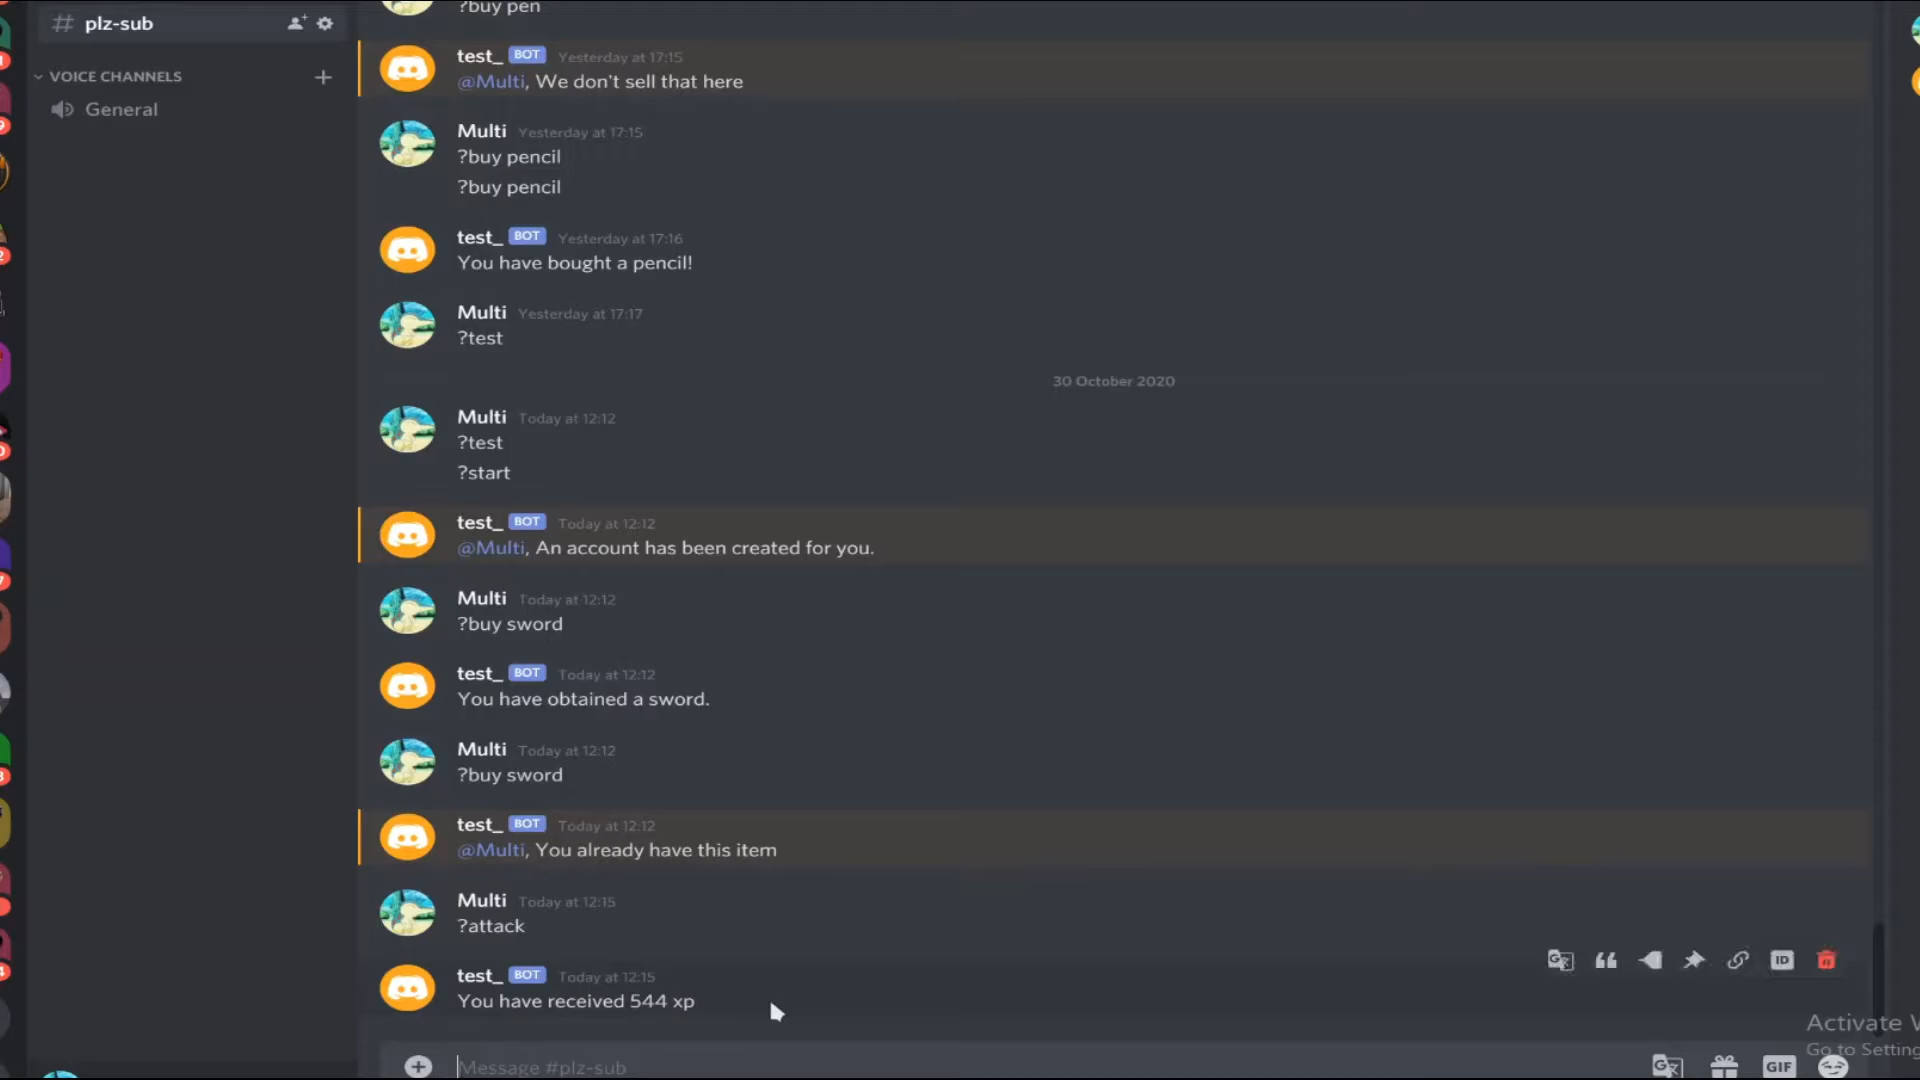 plz-sub
VOICE CHANNELS
General
?buy pen
test_ BOT Yesterday at 17:15
@Multi, We don't sell that here
Multi Yesterday at 17:15
?buy pencil
?buy pencil
test_ BOT Yesterday at 17:16
You have bought a pencil!
Multi Yesterday at 17:17
?test
30 October 2020
Multi Today at 12:12
?test
?start
test_ BOT Today at 12:12
@Multi, An account has been created for you.
Multi Today at 12:12
?buy sword
test_ BOT Today at 12:12
You have obtained a sword.
Multi Today at 12:12
?buy sword
test_ BOT Today at 12:12
@Multi, You already have this item
Multi Today at 12:15
?attack
ID
test_ BOT Today at 12:15
You have received 544 xp
Activate
Go to Setting
Message #plz-sub
GIF